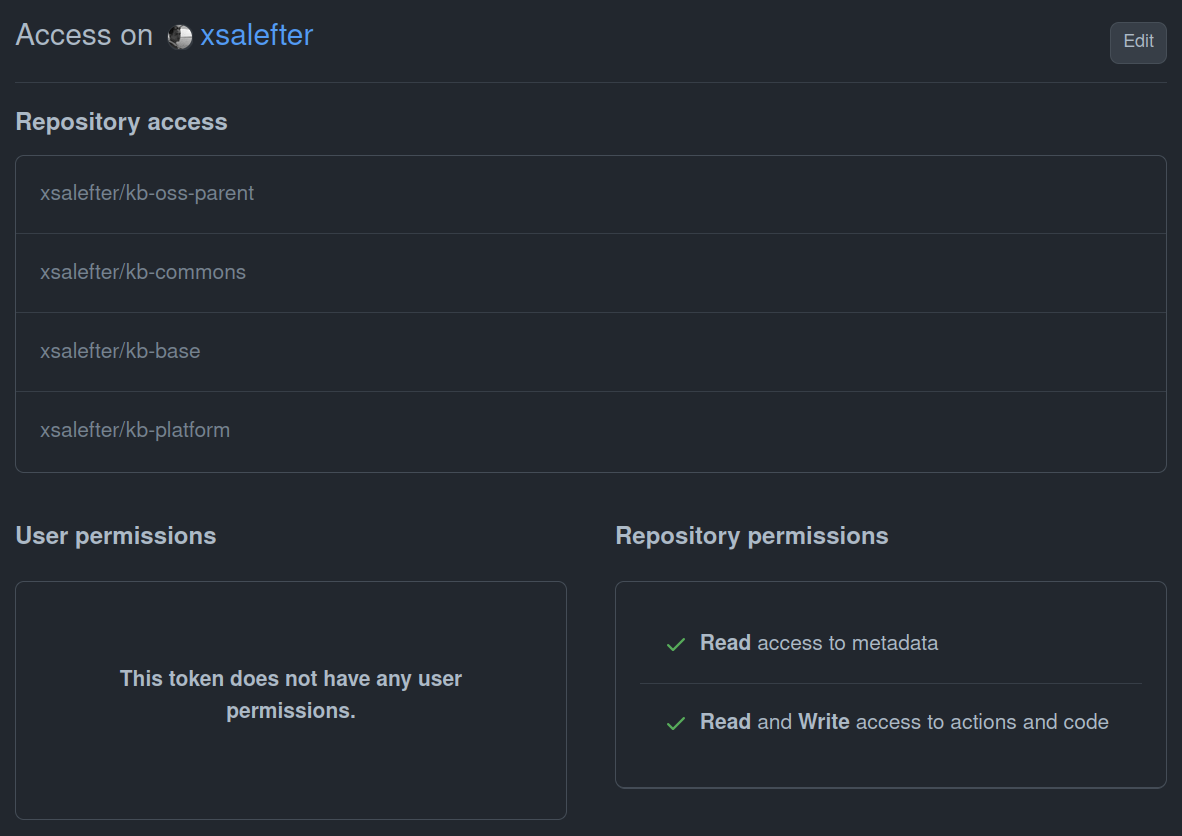 Access on xsalefter
Edit
Repository access
xsalefter/kb-oss-parent
xsalefter/kb-commons
xsalefter/kb-base
xsalefter/kb-platform
User permissions
This token does not have any user
permissions.
Repository permissions
Read access to metadata
Read and Write access to actions and code